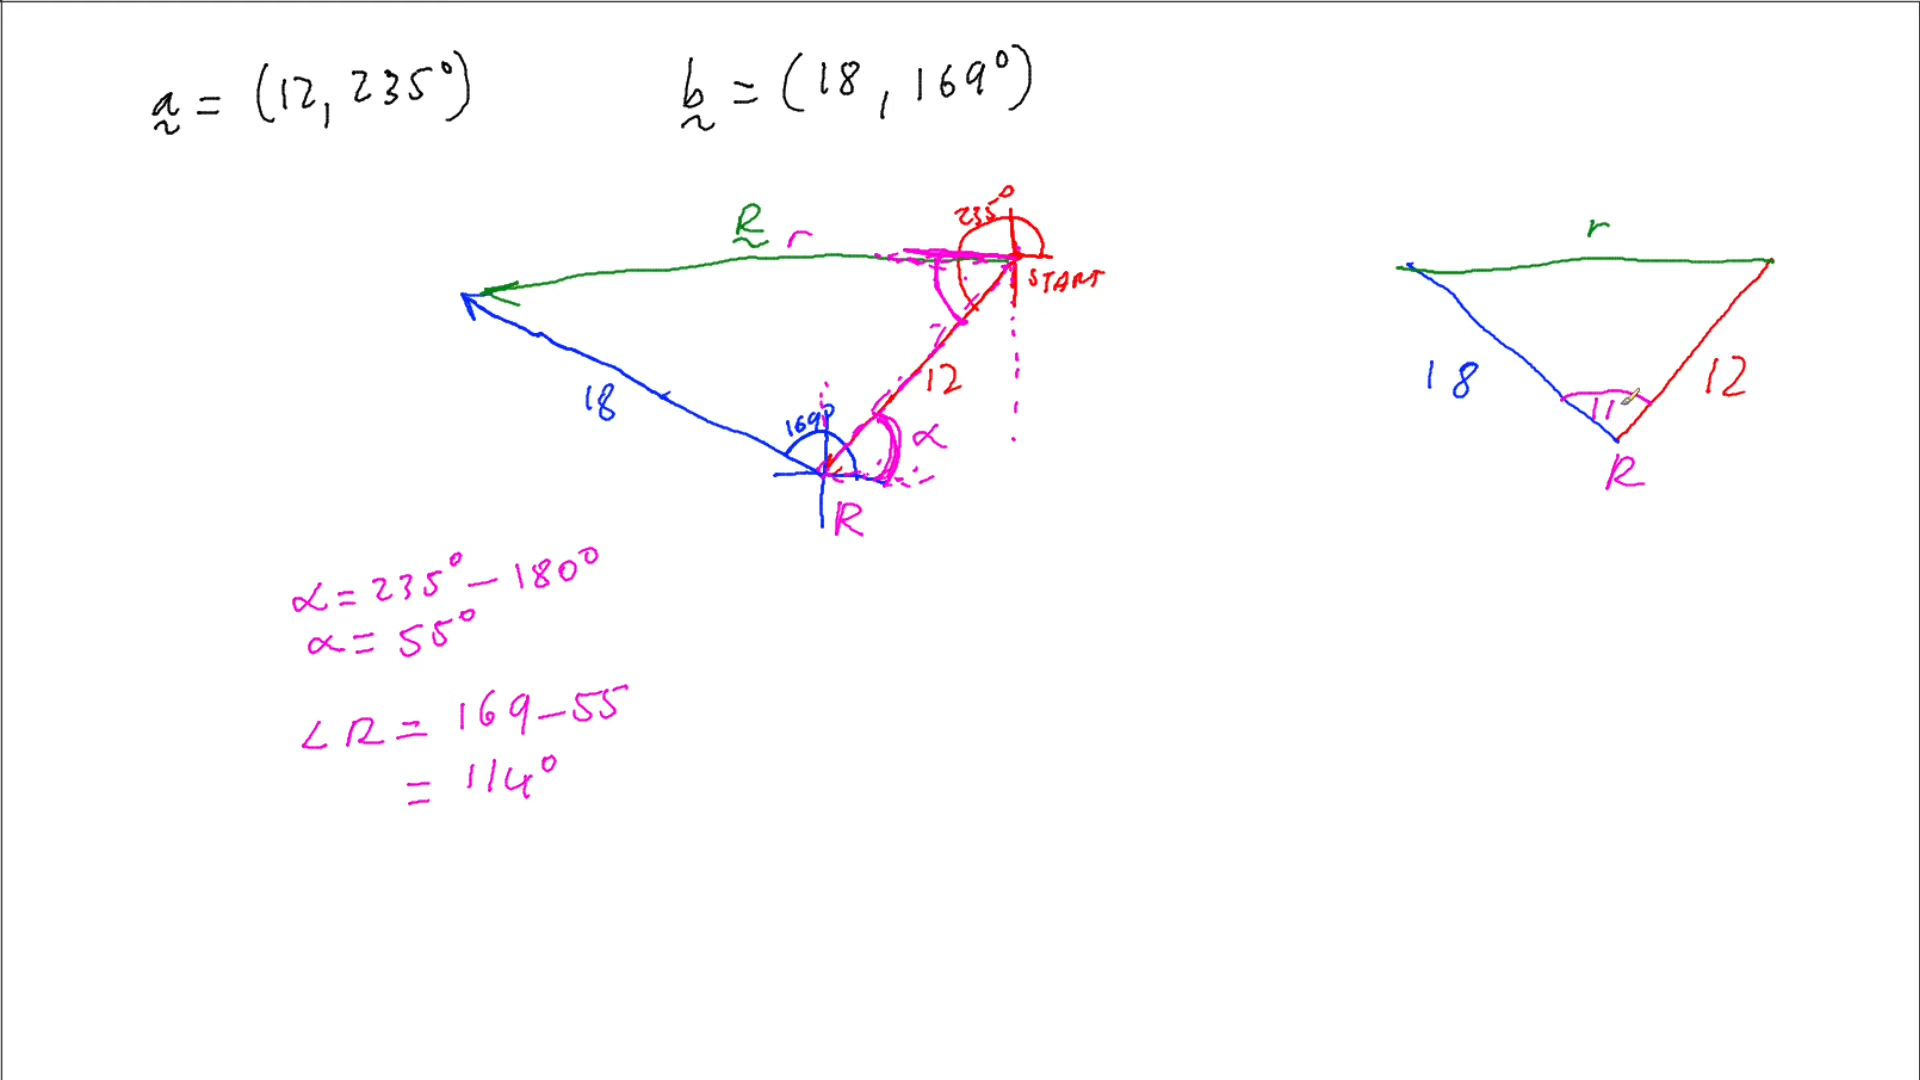 a = (12, 235°) b = (18, 169°)
235°
R r
START
r
12
18
169°
α
R
18
12
11
R
α = 235° - 180°
α = 55°
∠R = 169 - 55
= 114°